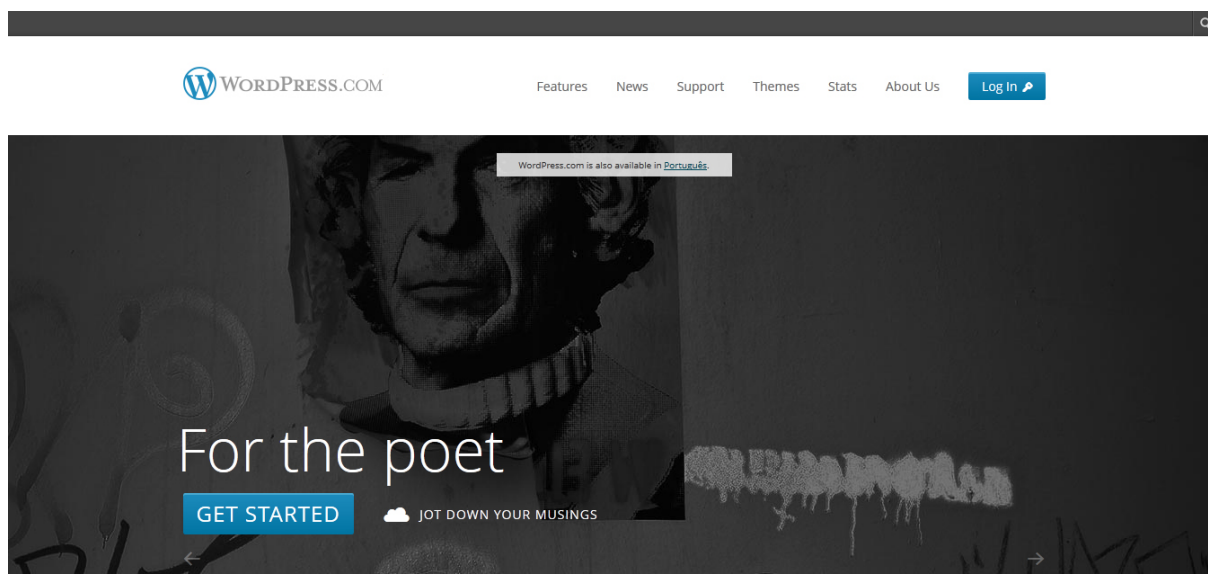 WORDPRESS.COM
Features News Support Themes Stats About Us Log In
WordPress.com is also available in Português.
For the poet
GET STARTED
JOT DOWN YOUR MUSINGS